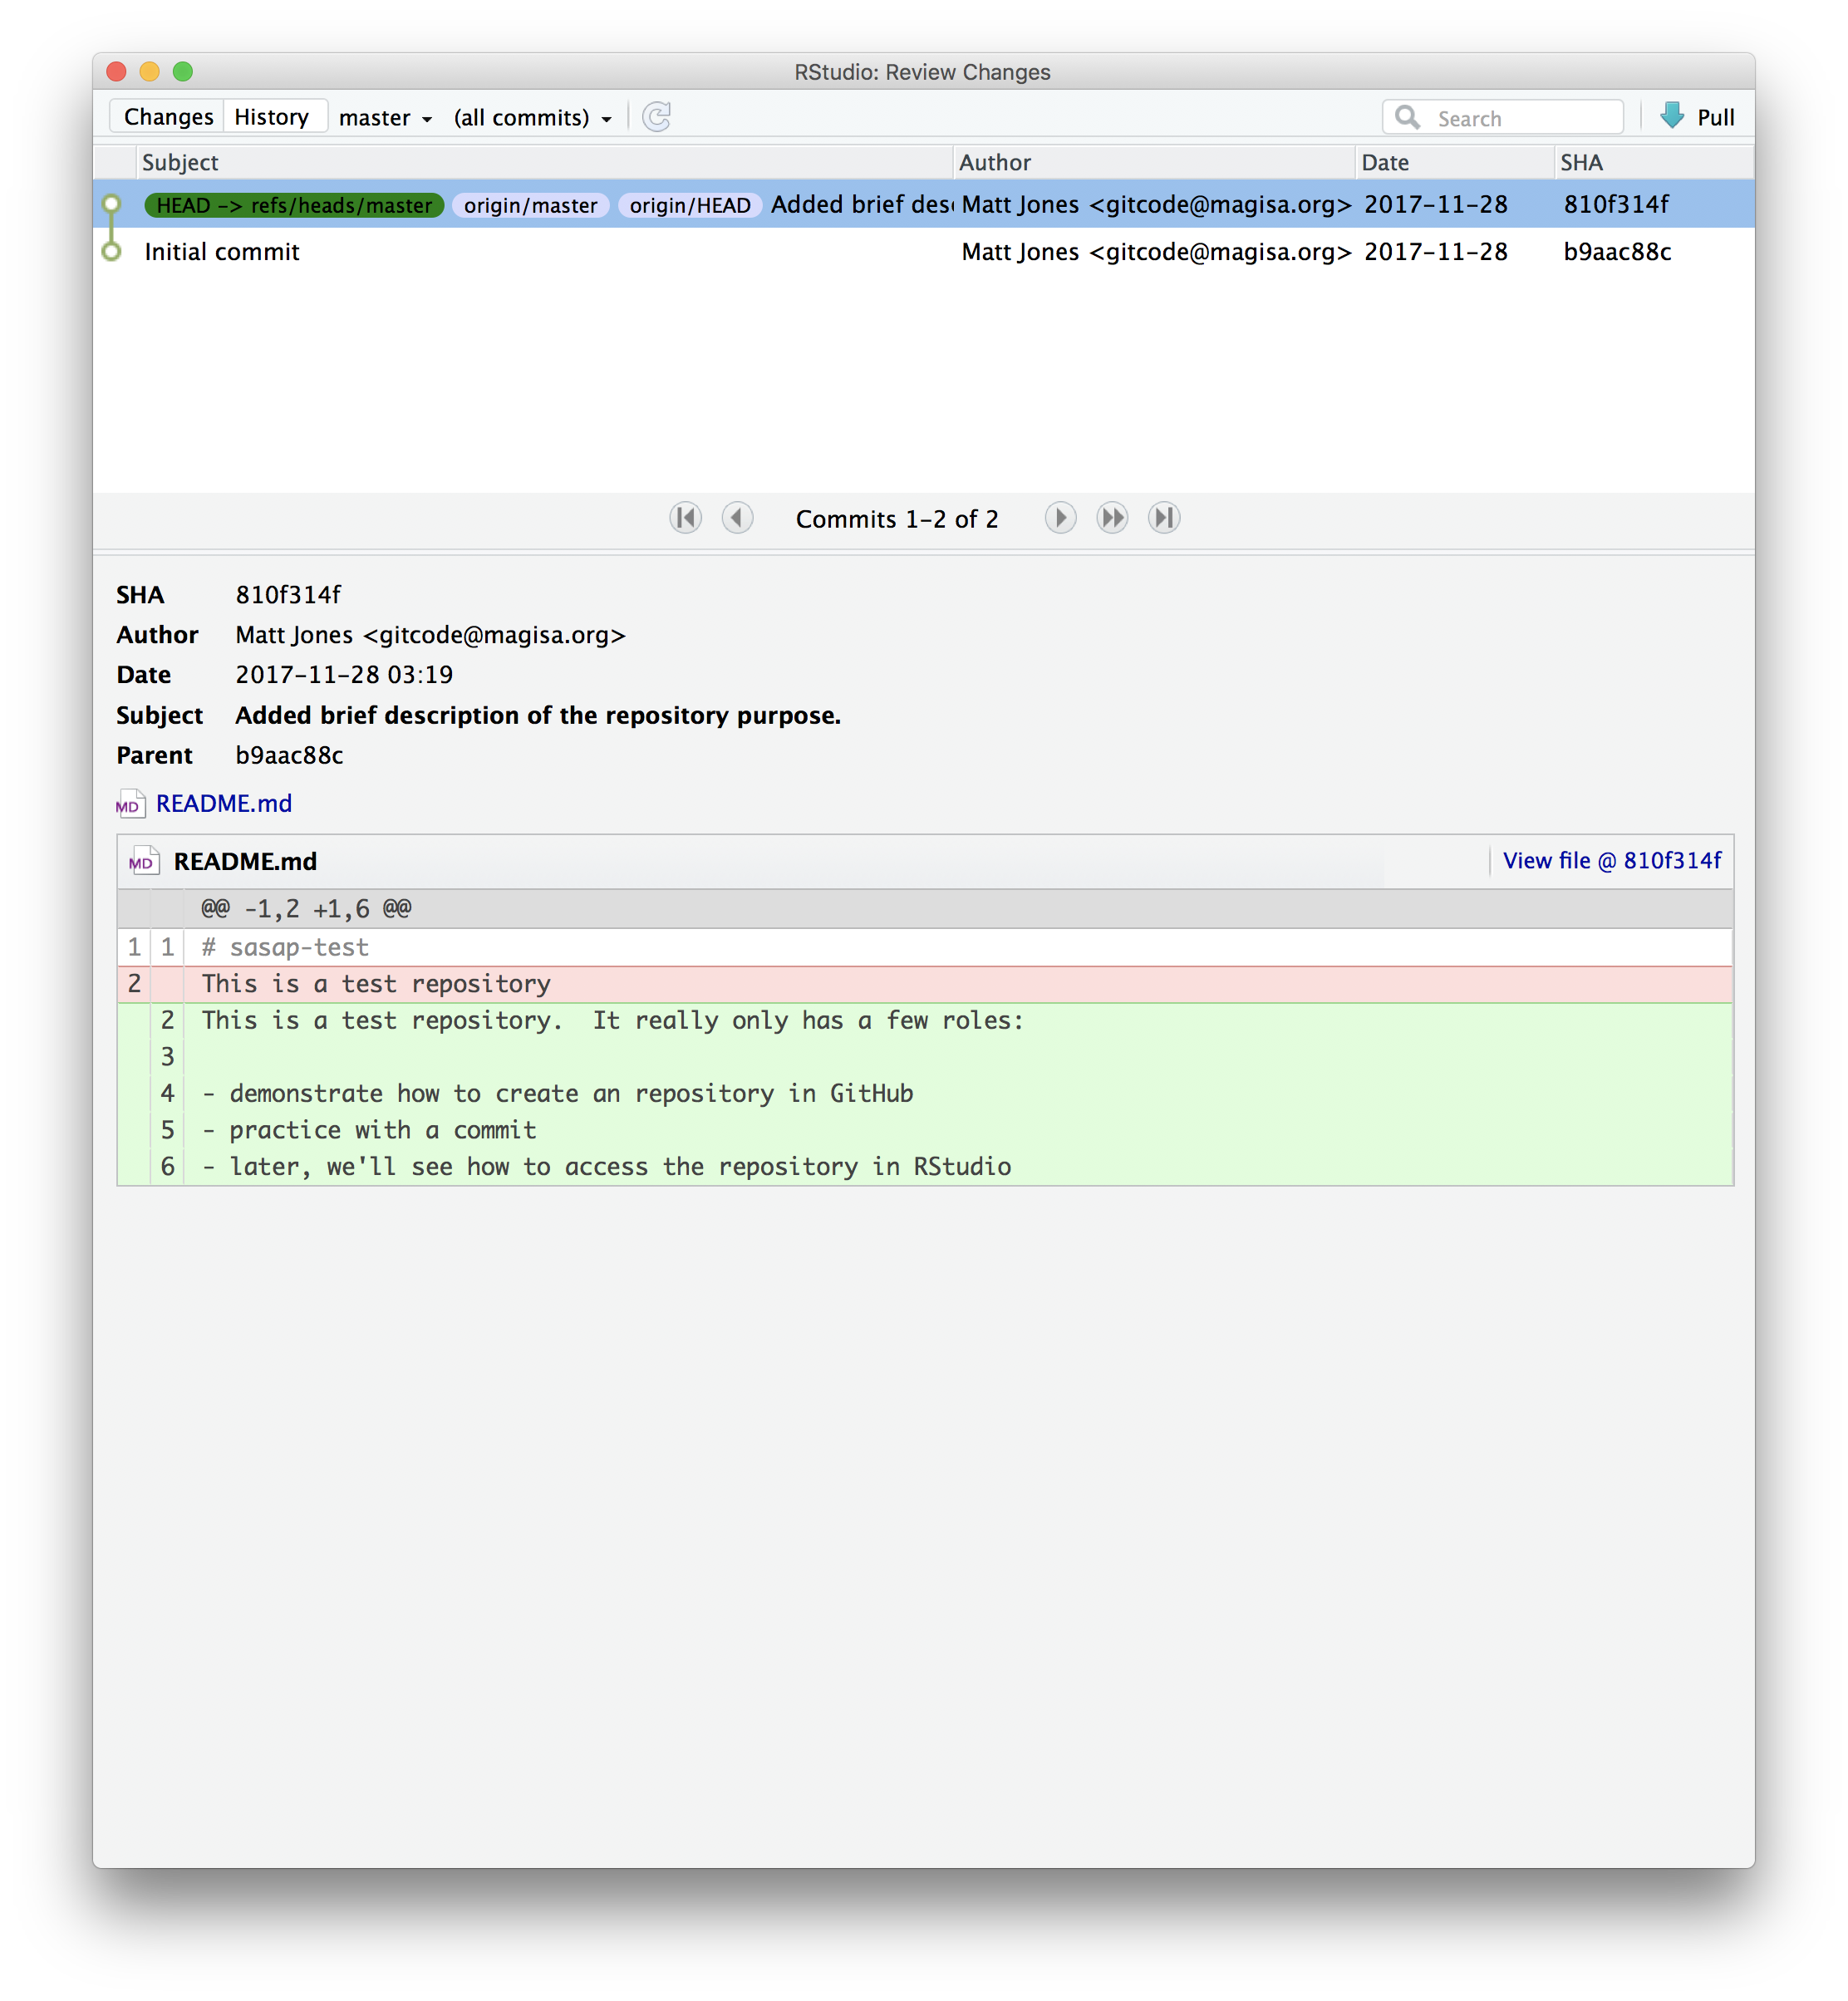 RStudio: Review Changes
Changes History master (all commits) Search Pull
Subject Author Date SHA
HEAD -> refs/heads/master origin/master origin/HEAD Added brief Matt Jones <gitcode@magisa.org> 2017-11-28 810f314f
Initial commit Matt Jones <gitcode@magisa.org> 2017-11-28 b9aac88c
Commits 1-2 of 2
SHA 810f314f
Author Matt Jones <gitcode@magisa.org>
Date 2017-11-28 03:19
Subject Added brief description of the repository purpose.
Parent b9aac88c
MD README.md
MD README.md View file @ 810f314f
@@ -1,2 +1,6 @@
1 1 # sasap-test
2 This is a test repository
2 This is a test repository.  It really only has a few roles:
3
4 - demonstrate how to create an repository in GitHub
5 - practice with a commit
6 - later, we'll see how to access the repository in RStudio